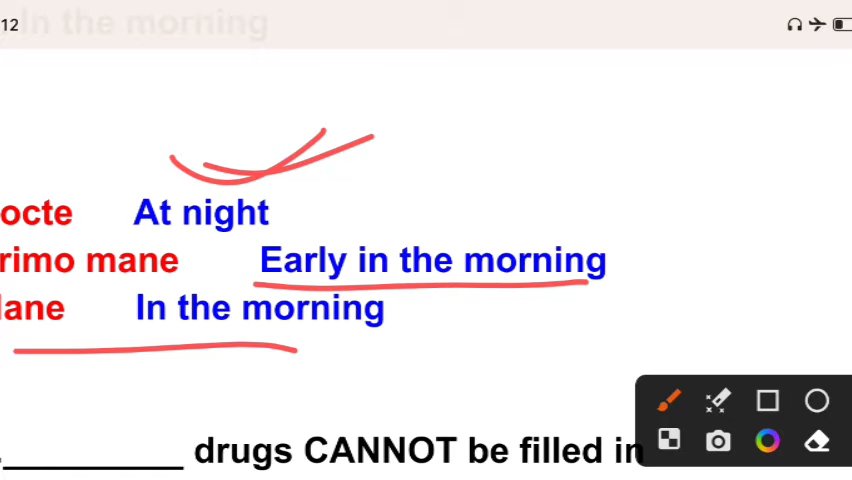 12
In the morning
octe At night
rimo mane Early in the morning
lane In the morning
._________ drugs CANNOT be filled in